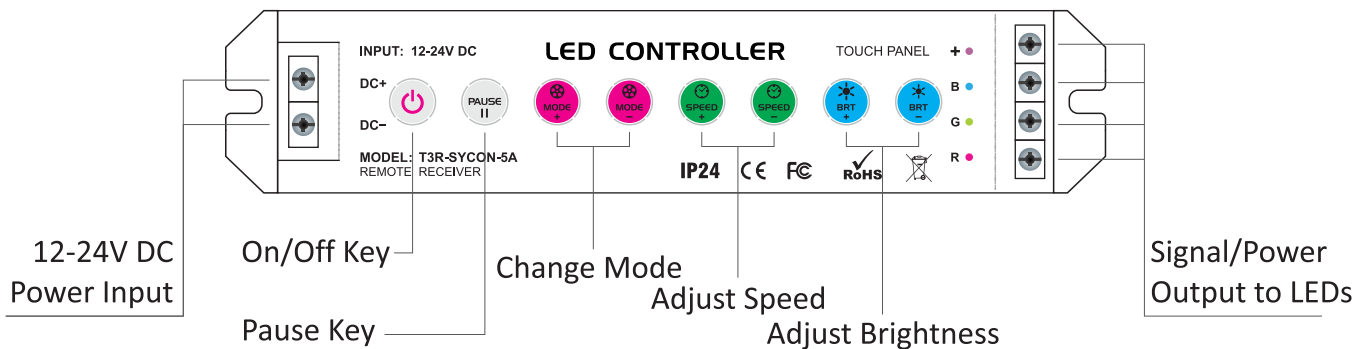 INPUT: 12-24V DC
LED CONTROLLER
TOUCH PANEL
+
DC+
DC−
PAUSE
II
MODE
+
MODE
−
SPEED
+
SPEED
−
BRT
+
BRT
−
B
G
R
MODEL: T3R-SYCON-5A
REMOTE RECEIVER
IP24
CE
FC
RoHS
12-24V DC
Power Input
On/Off Key
Pause Key
Change Mode
Adjust Speed
Adjust Brightness
Signal/Power
Output to LEDs